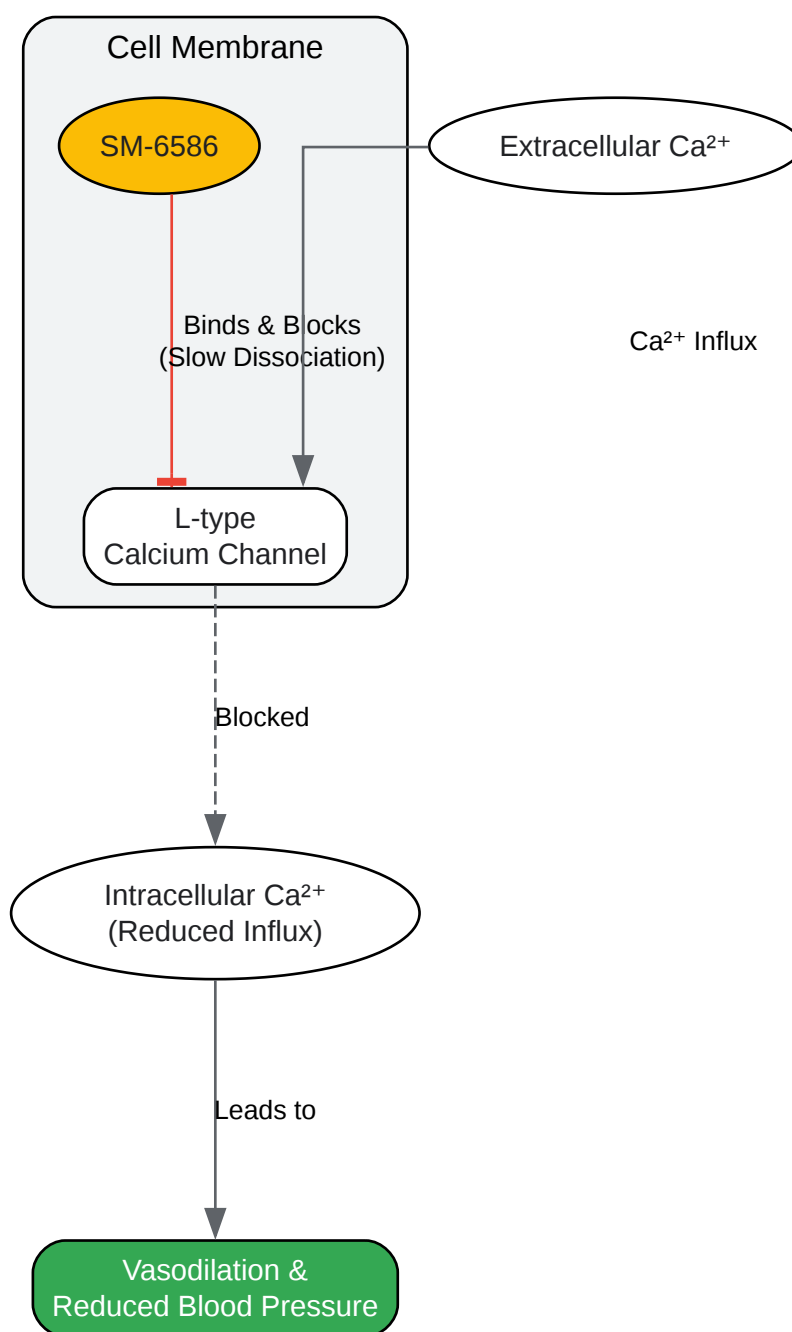 Cell Membrane
SM-6586
Extracellular Ca²⁺
Binds & Blocks
(Slow Dissociation)
Ca²⁺ Influx
L-type
Calcium Channel
Blocked
Intracellular Ca²⁺
(Reduced Influx)
Leads to
Vasodilation &
Reduced Blood Pressure